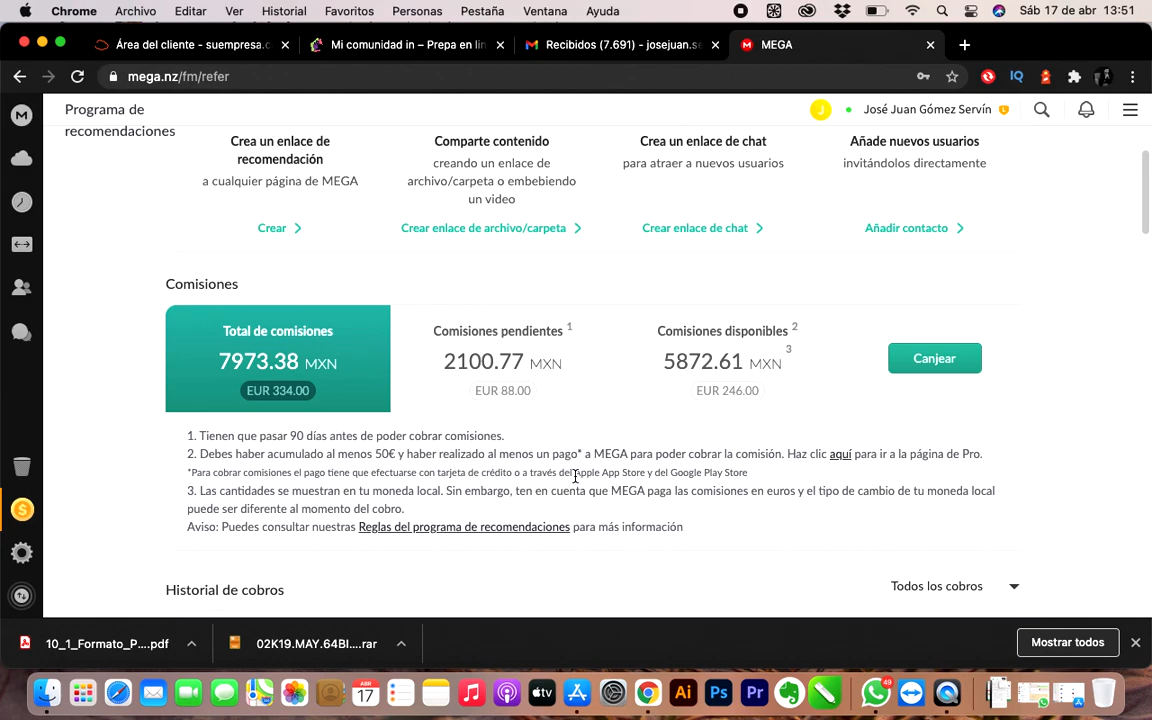 Chrome Archivo Editar Ver Historial Favoritos Personas Pestaña Ventana Ayuda Sáb 17 de abr 13:51
Área del cliente - suempresa.c Mi comunidad in – Prepa en lin Recibidos (7.691) - josejuan.se MEGA
mega.nz/fm/refer IQ
Programa de
recomendaciones
J José Juan Gómez Servín
Crea un enlace de
recomendación
a cualquier página de MEGA
Crear
Comparte contenido
creando un enlace de
archivo/carpeta o embebiendo
un video
Crear enlace de archivo/carpeta
Crea un enlace de chat
para atraer a nuevos usuarios
Crear enlace de chat
Añade nuevos usuarios
invitándolos directamente
Añadir contacto
Comisiones
Total de comisiones
7973.38 MXN
EUR 334.00
Comisiones pendientes 1
2100.77 MXN
EUR 88.00
Comisiones disponibles 2
5872.61 MXN 3
EUR 246.00
Canjear
1. Tienen que pasar 90 días antes de poder cobrar comisiones.
2. Debes haber acumulado al menos 50€ y haber realizado al menos un pago* a MEGA para poder cobrar la comisión. Haz clic aquí para ir a la página de Pro.
*Para cobrar comisiones el pago tiene que efectuarse con tarjeta de crédito o a través del Apple App Store y del Google Play Store
3. Las cantidades se muestran en tu moneda local. Sin embargo, ten en cuenta que MEGA paga las comisiones en euros y el tipo de cambio de tu moneda local
puede ser diferente al momento del cobro.
Aviso: Puedes consultar nuestras Reglas del programa de recomendaciones para más información
Historial de cobros Todos los cobros
10_1_Formato_P....pdf 02K19.MAY.64BI....rar Mostrar todos
ABR
17
tv
Ai
Ps
Pr
49